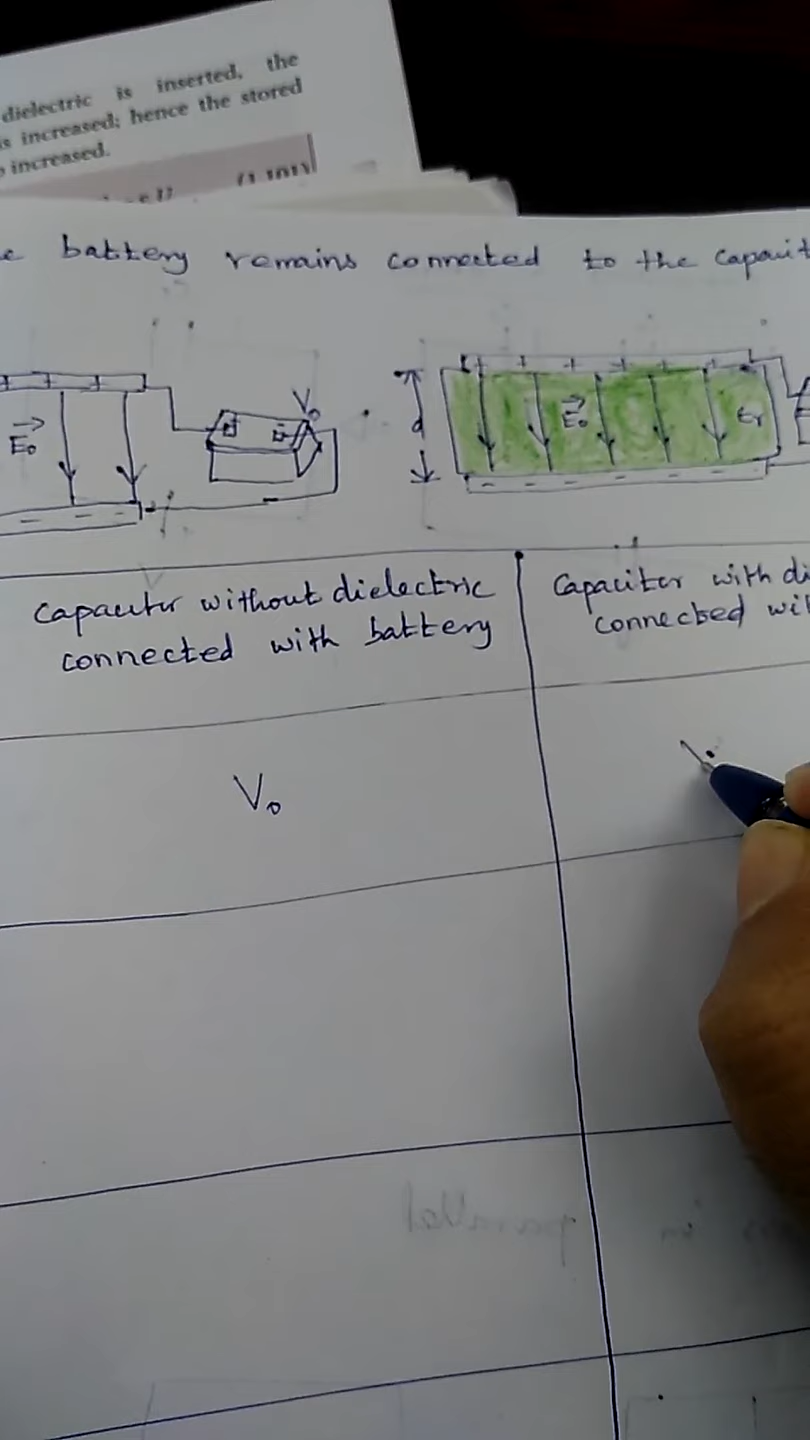 dielectric is inserted, the
is increased; hence the stored
increased.
battery remains connected to the
+ + +
V₀
+ + + + + +
E₀
d
E₀
εr
- - - -
capacitor without dielectric
connected with battery
Capacitor with
connected
V₀
parallel